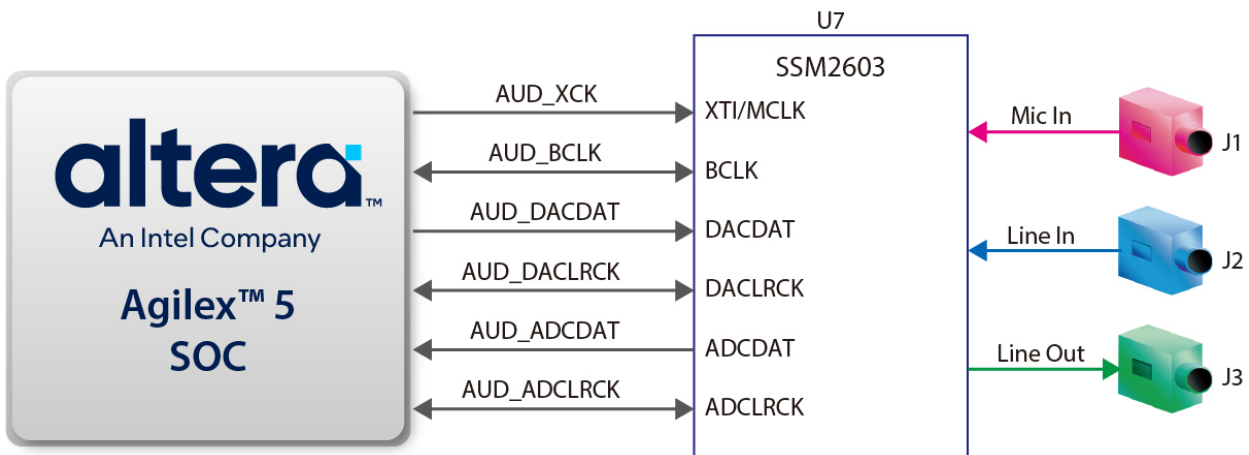 U7
SSM2603
altera™
An Intel Company
Agilex™ 5
SOC
AUD_XCK
AUD_BCLK
AUD_DACDAT
AUD_DACLRCK
AUD_ADCDAT
AUD_ADCLRCK
XTI/MCLK
BCLK
DACDAT
DACLRCK
ADCDAT
ADCLRCK
Mic In
J1
Line In
J2
Line Out
J3